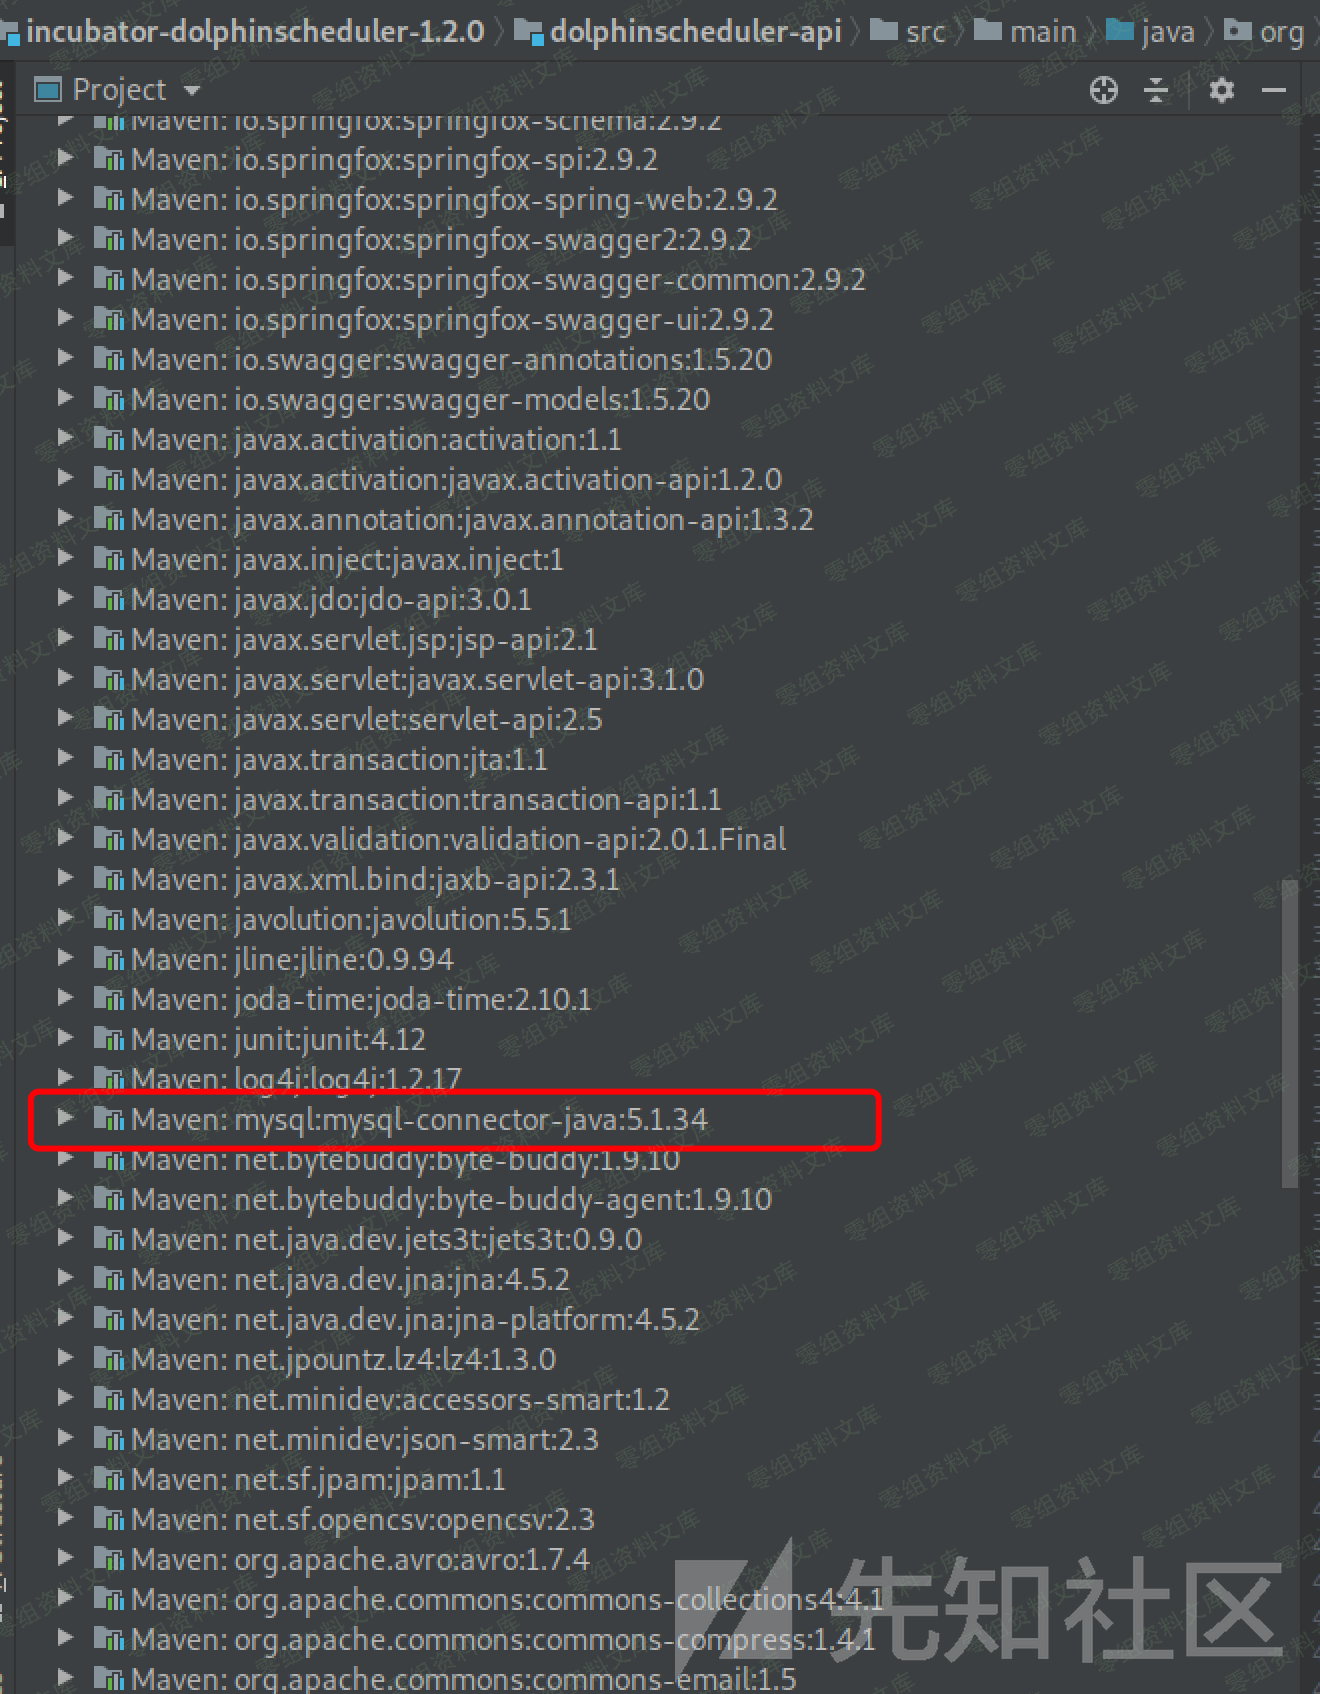 incubator-dolphinscheduler-1.2.0 dolphinscheduler-api src main java org
Project
Maven: io.springfox:springfox-schema:2.9.2
Maven: io.springfox:springfox-spi:2.9.2
Maven: io.springfox:springfox-spring-web:2.9.2
Maven: io.springfox:springfox-swagger2:2.9.2
Maven: io.springfox:springfox-swagger-common:2.9.2
Maven: io.springfox:springfox-swagger-ui:2.9.2
Maven: io.swagger:swagger-annotations:1.5.20
Maven: io.swagger:swagger-models:1.5.20
Maven: javax.activation:activation:1.1
Maven: javax.activation:javax.activation-api:1.2.0
Maven: javax.annotation:javax.annotation-api:1.3.2
Maven: javax.inject:javax.inject:1
Maven: javax.jdo:jdo-api:3.0.1
Maven: javax.servlet.jsp:jsp-api:2.1
Maven: javax.servlet:javax.servlet-api:3.1.0
Maven: javax.servlet:servlet-api:2.5
Maven: javax.transaction:jta:1.1
Maven: javax.transaction:transaction-api:1.1
Maven: javax.validation:validation-api:2.0.1.Final
Maven: javax.xml.bind:jaxb-api:2.3.1
Maven: javolution:javolution:5.5.1
Maven: jline:jline:0.9.94
Maven: joda-time:joda-time:2.10.1
Maven: junit:junit:4.12
Maven: log4j:log4j:1.2.17
Maven: mysql:mysql-connector-java:5.1.34
Maven: net.bytebuddy:byte-buddy:1.9.10
Maven: net.bytebuddy:byte-buddy-agent:1.9.10
Maven: net.java.dev.jets3t:jets3t:0.9.0
Maven: net.java.dev.jna:jna:4.5.2
Maven: net.java.dev.jna:jna-platform:4.5.2
Maven: net.jpountz.lz4:lz4:1.3.0
Maven: net.minidev:accessors-smart:1.2
Maven: net.minidev:json-smart:2.3
Maven: net.sf.jpam:jpam:1.1
Maven: net.sf.opencsv:opencsv:2.3
Maven: org.apache.avro:avro:1.7.4
Maven: org.apache.commons:commons-collections4:4.1
Maven: org.apache.commons:commons-compress:1.4.1
Maven: org.apache.commons:commons-email:1.5
先知社区
零组资料文库